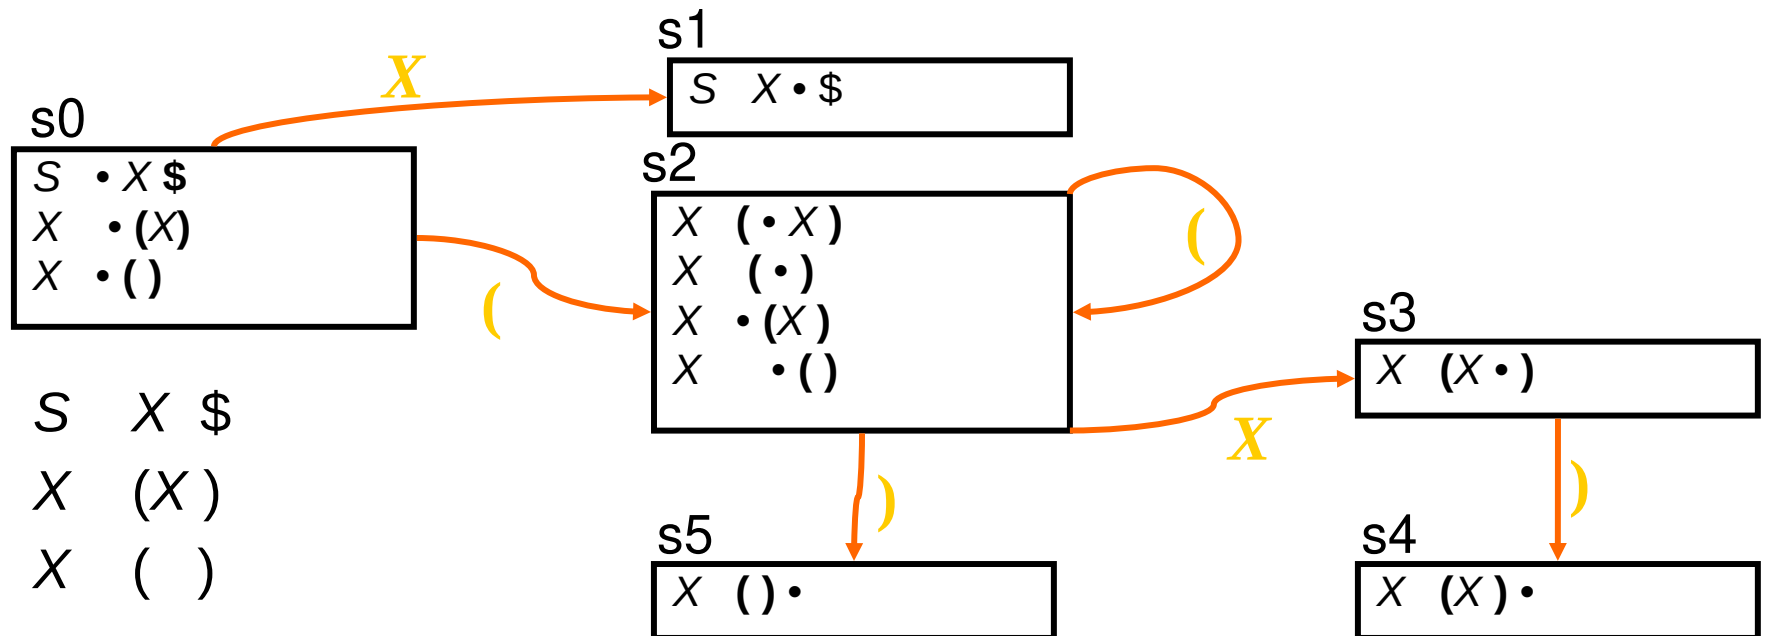 s1
S X • $
X
s0
S • X $
X • (X)
X • ( )
(
s2
X ( • X )
X ( • )
X • (X )
X • ( )
(
s3
X (X • )
X
)
)
S X $
X (X )
X ( )
s5
X ( ) •
s4
X (X ) •